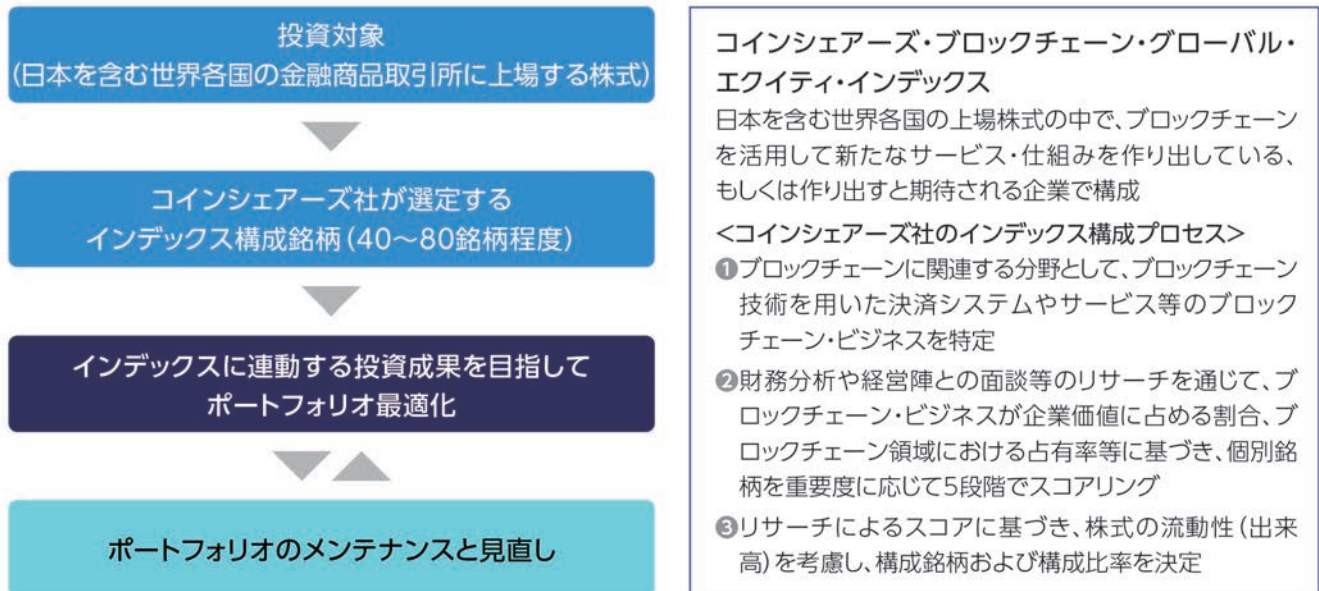 投資対象
(日本を含む世界各国の金融商品取引所に上場する株式)
コインシェアーズ社が選定する
インデックス構成銘柄(40〜80銘柄程度)
インデックスに連動する投資成果を目指して
ポートフォリオ最適化
ポートフォリオのメンテナンスと見直し
コインシェアーズ・ブロックチェーン・グローバル・
エクイティ・インデックス
日本を含む世界各国の上場株式の中で、ブロックチェーン
を活用して新たなサービス・仕組みを作り出している、
もしくは作り出すと期待される企業で構成
<コインシェアーズ社のインデックス構成プロセス>
❶ブロックチェーンに関連する分野として、ブロックチェーン
技術を用いた決済システムやサービス等のブロック
チェーン・ビジネスを特定
❷財務分析や経営陣との面談等のリサーチを通じて、ブ
ロックチェーン・ビジネスが企業価値に占める割合、ブ
ロックチェーン領域における占有率等に基づき、個別銘
柄を重要度に応じて5段階でスコアリング
❸リサーチによるスコアに基づき、株式の流動性(出来
高)を考慮し、構成銘柄および構成比率を決定